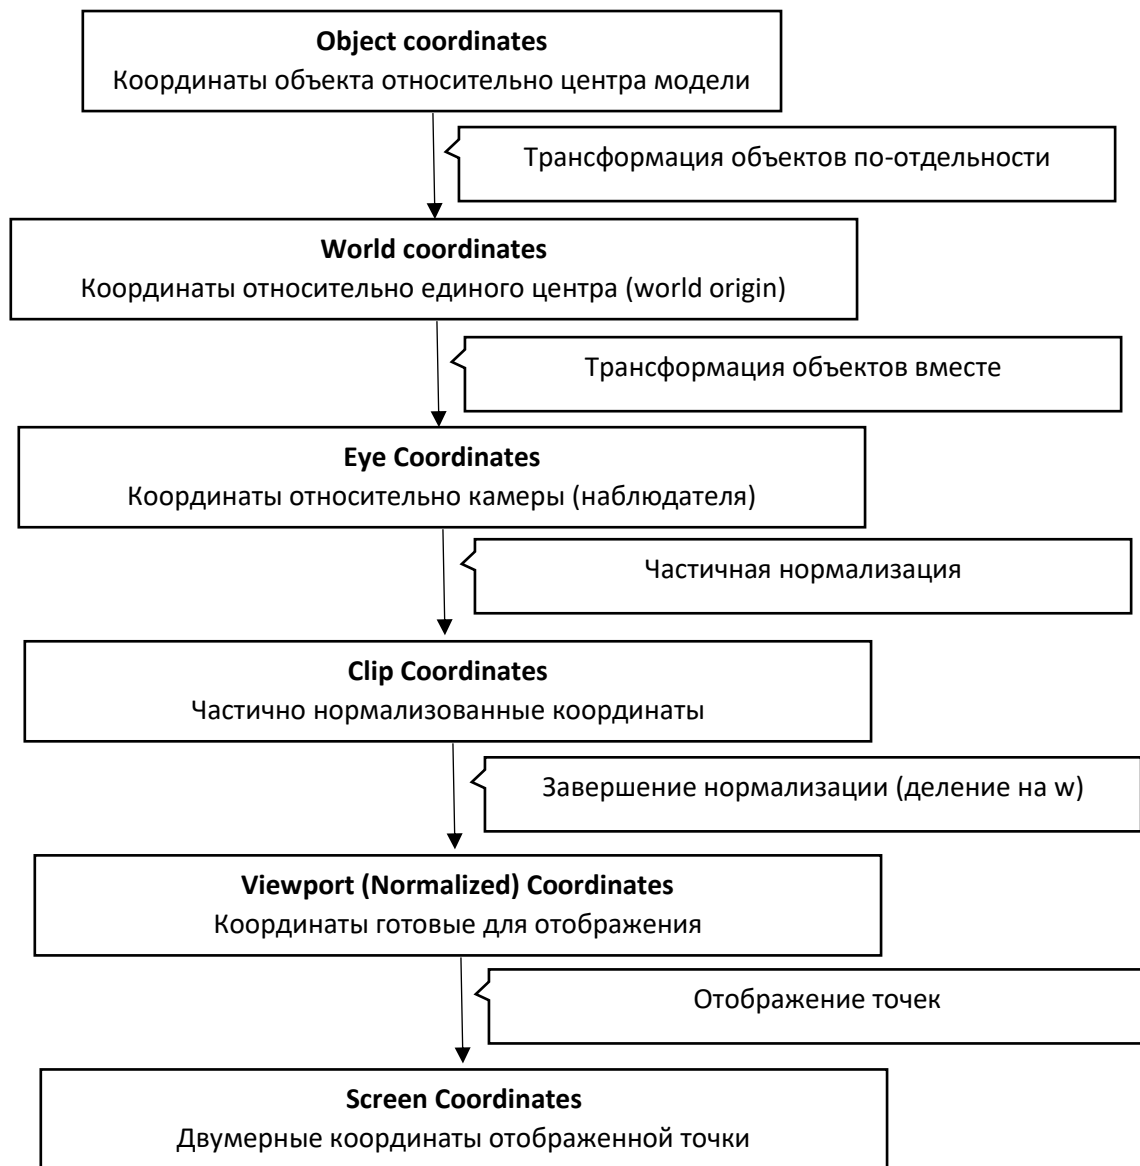 Object coordinates
Координаты объекта относительно центра модели
Трансформация объектов по-отдельности
World coordinates
Координаты относительно единого центра (world origin)
Трансформация объектов вместе
Eye Coordinates
Координаты относительно камеры (наблюдателя)
Частичная нормализация
Clip Coordinates
Частично нормализованные координаты
Завершение нормализации (деление на w)
Viewport (Normalized) Coordinates
Координаты готовые для отображения
Отображение точек
Screen Coordinates
Двумерные координаты отображенной точки